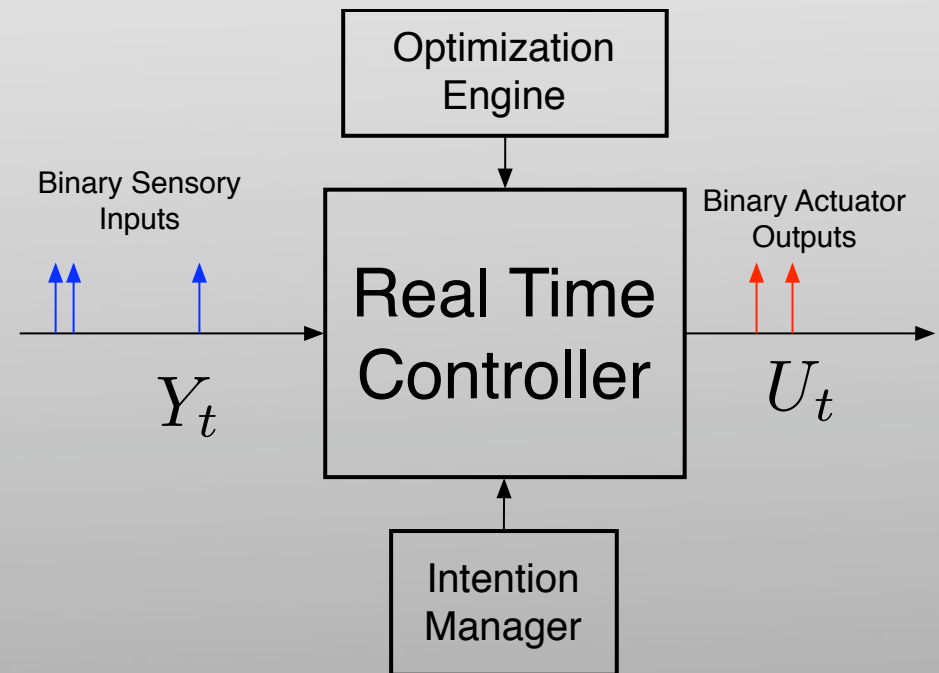 Optimization
Engine
Binary Sensory
Inputs
Binary Actuator
Outputs
Real Time
Controller
Y_t
U_t
Intention
Manager